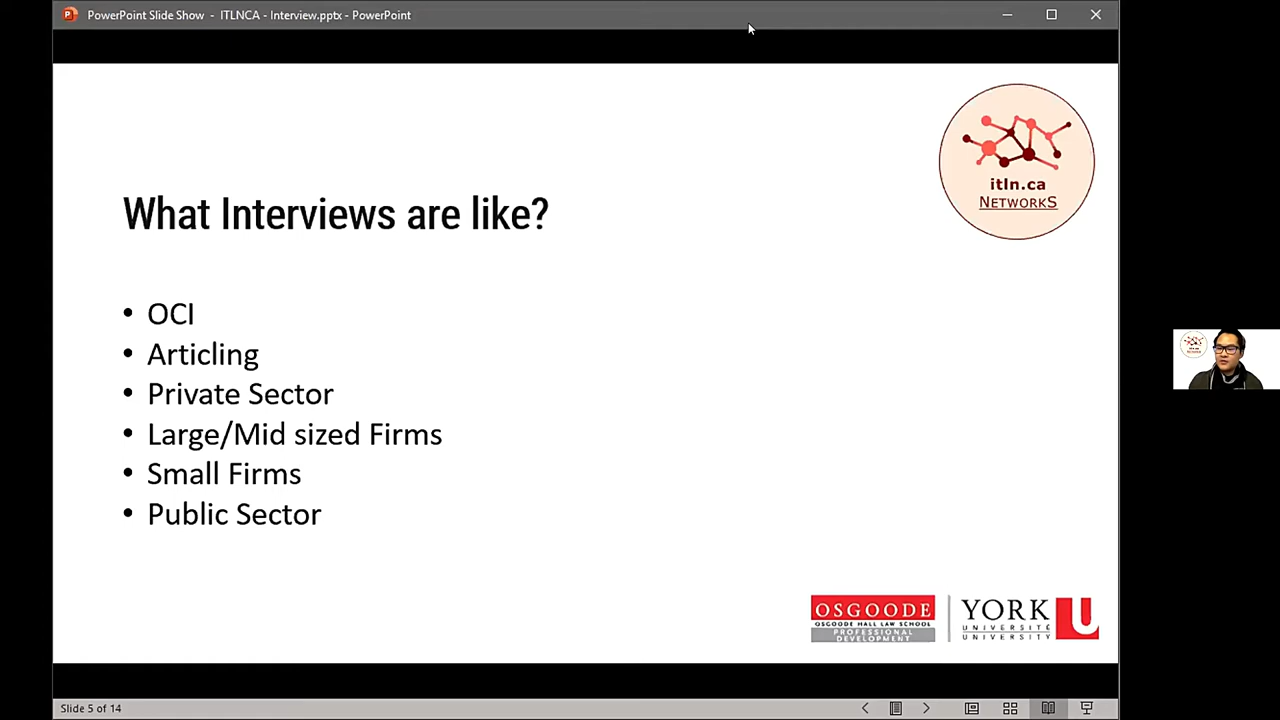 PowerPoint Slide Show - ITLNCA - Interview.pptx - PowerPoint
itln.ca
NETWORKS
What Interviews are like?
• OCI
• Articling
• Private Sector
• Large/Mid sized Firms
• Small Firms
• Public Sector
OSGOODE
OSGOODE HALL LAW SCHOOL
PROFESSIONAL
DEVELOPMENT
YORK U
UNIVERSITÉ
UNIVERSITY
Slide 5 of 14